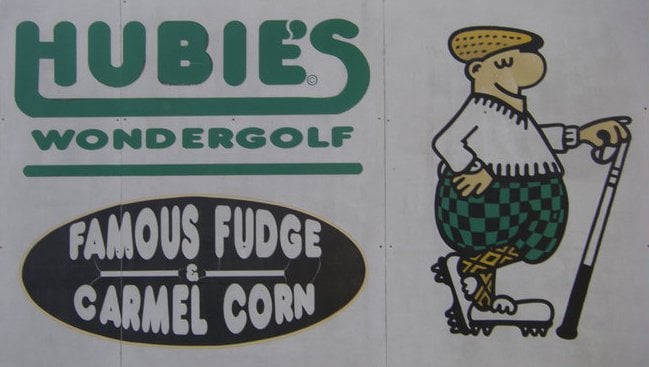 HUBIE'S ©
WONDERGOLF
FAMOUS FUDGE
&
CARMEL CORN